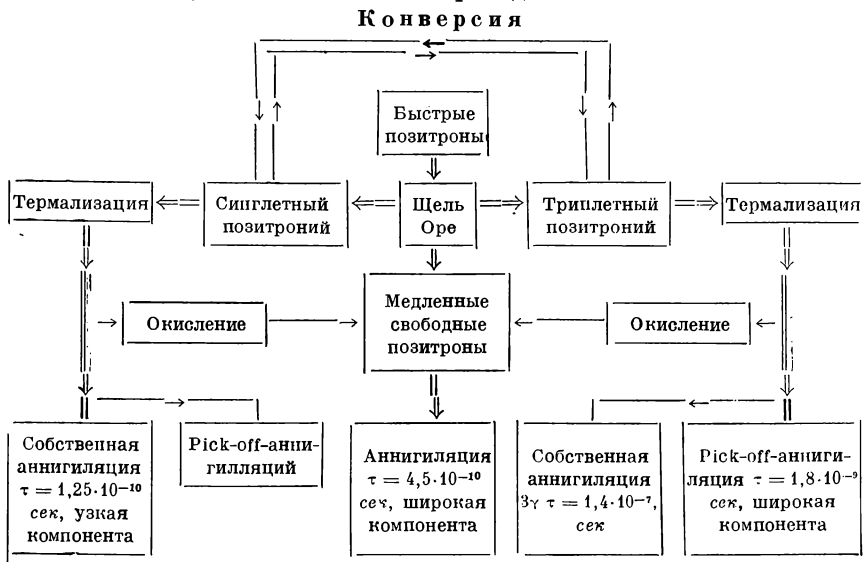 Конверсия
Быстрые
позитроны
Термализация
Синглетный
позитроний
Щель
Оре
Триплетный
позитроний
Термализация
Окисление
Медленные
свободные
позитроны
Окисление
Собственная
аннигиляция
τ = 1,25·10⁻¹⁰
сек, узкая
компонента
Pick-off-анни-
гилляций
Аннигиляция
τ = 4,5·10⁻¹⁰
сек, широкая
компонента
Собственная
аннигиляция
3γ τ = 1,4·10⁻⁷,
сек
Pick-off-анниги-
ляция τ = 1,8·10⁻⁹
сек, широкая
компонента